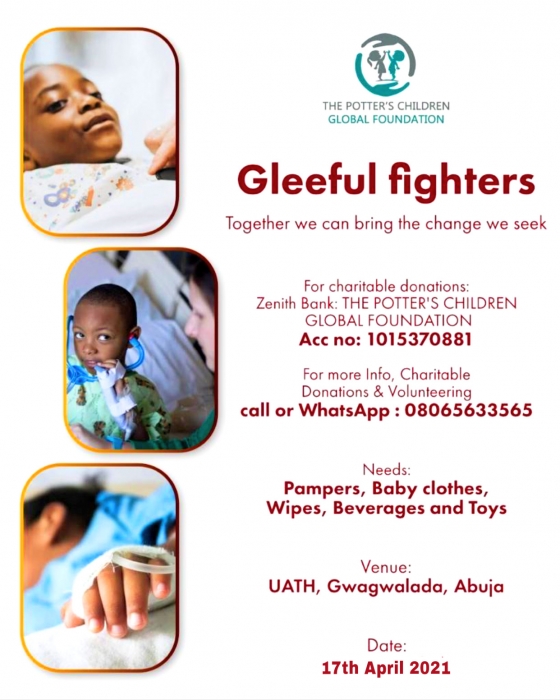 THE POTTER'S CHILDREN
GLOBAL FOUNDATION
Gleeful fighters
Together we can bring the change we seek
For charitable donations:
Zenith Bank: THE POTTER'S CHILDREN
GLOBAL FOUNDATION
Acc no: 1015370881
For more Info, Charitable
Donations & Volunteering
call or WhatsApp : 08065633565
Needs:
Pampers, Baby clothes,
Wipes, Beverages and Toys
Venue:
UATH, Gwagwalada, Abuja
Date:
17th April 2021